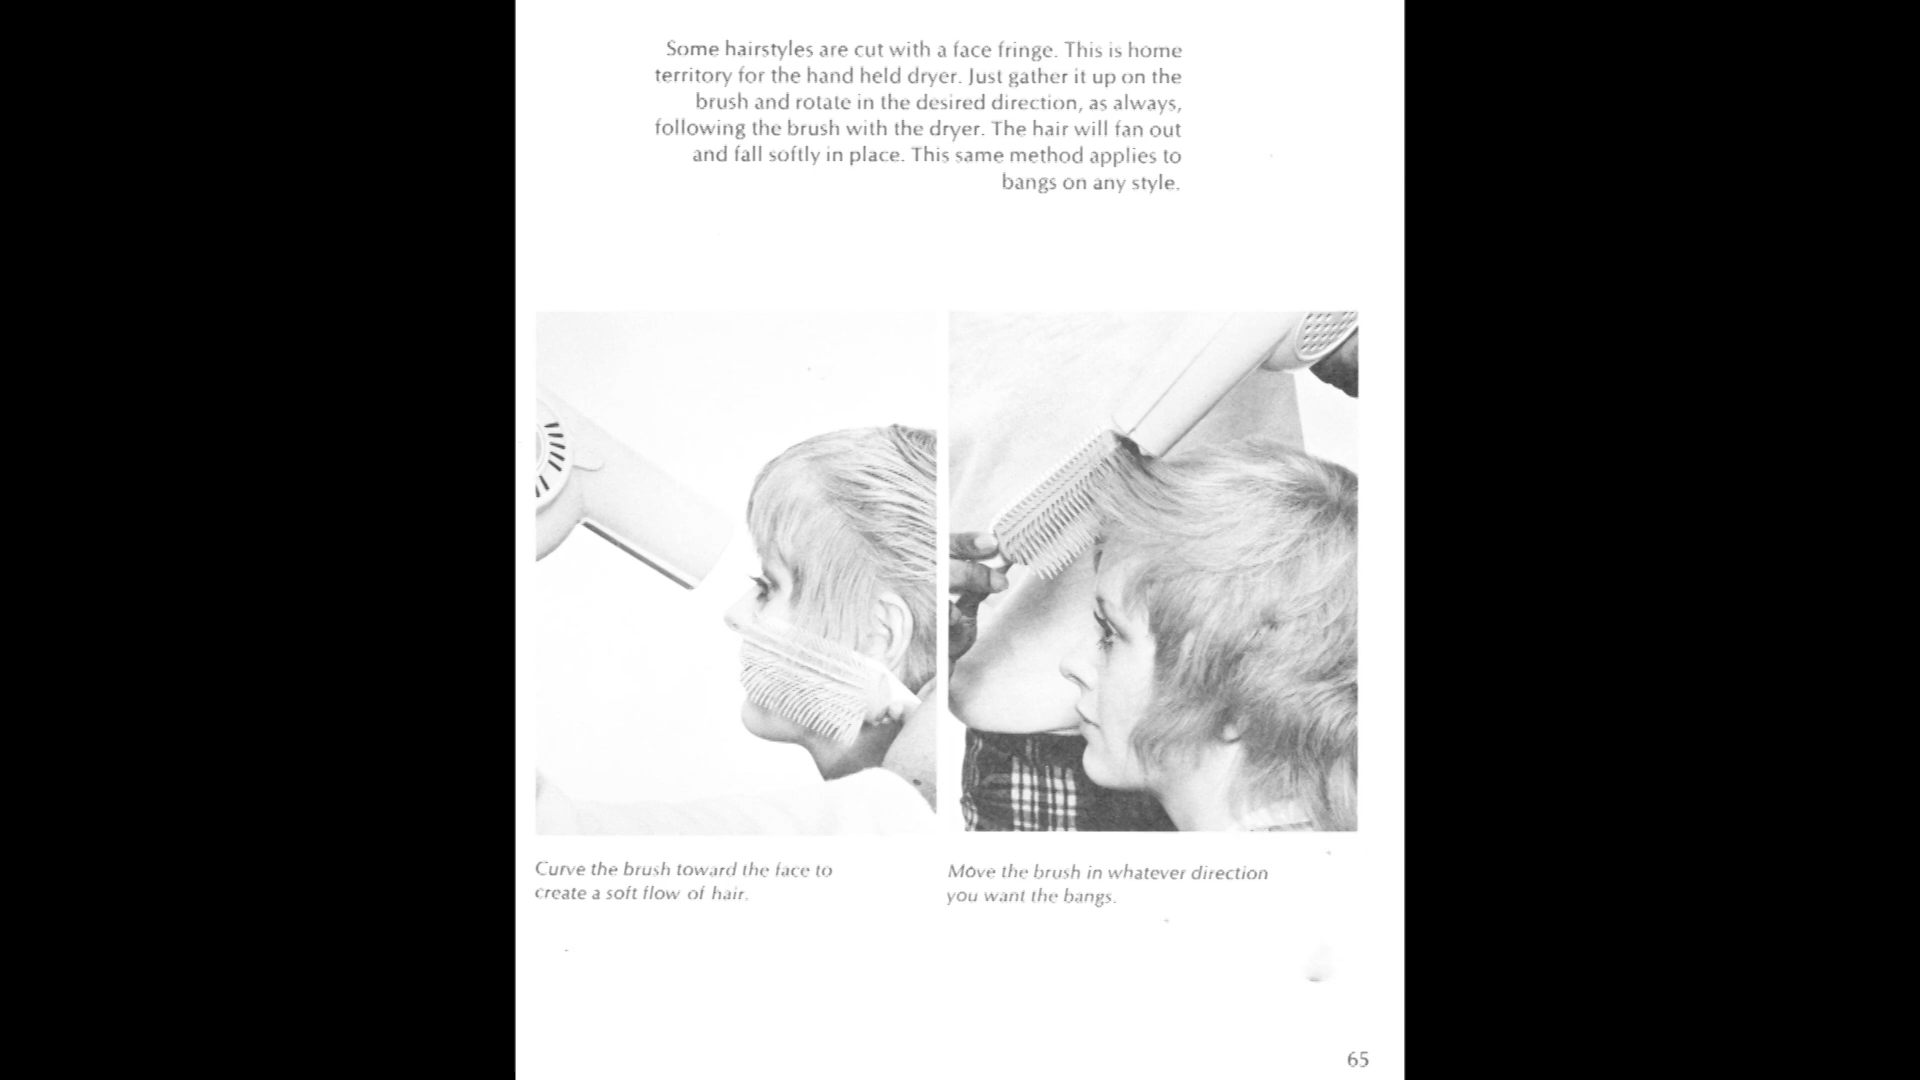 Some hairstyles are cut with a face fringe. This is home
territory for the hand held dryer. Just gather it up on the
brush and rotate in the desired direction, as always,
following the brush with the dryer. The hair will fan out
and fall softly in place. This same method applies to
bangs on any style.
Curve the brush toward the face to
create a soft flow of hair.
Move the brush in whatever direction
you want the bangs.
65